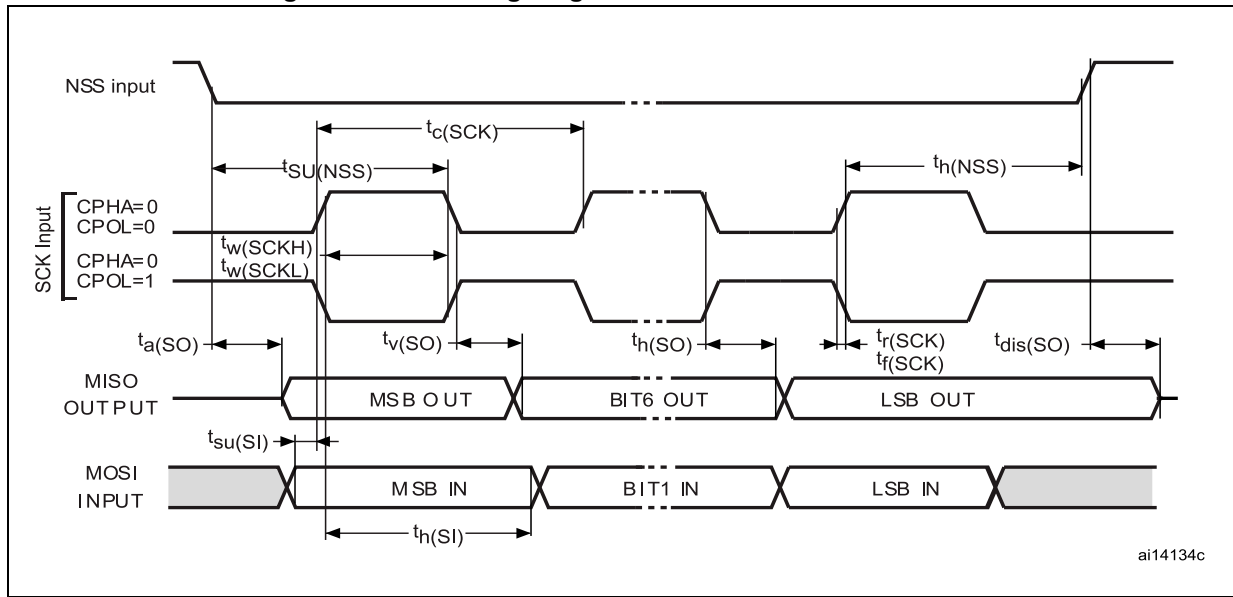 NSS input
tc(SCK)
tSU(NSS)
th(NSS)
SCK Input
CPHA=0
CPOL=0
tw(SCKH)
CPHA=0
tw(SCKL)
CPOL=1
ta(SO)
tv(SO)
th(SO)
tr(SCK)
tf(SCK)
tdis(SO)
MISO
OUTPUT
MSB OUT
BIT6 OUT
LSB OUT
tsu(SI)
MOSI
INPUT
MSB IN
BIT1 IN
LSB IN
th(SI)
ai14134c